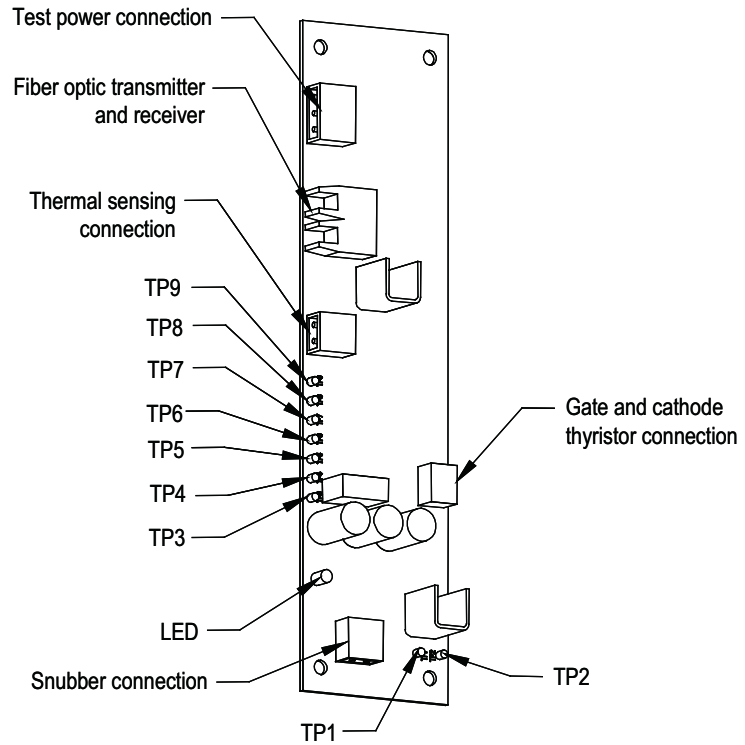 Test power connection
Fiber optic transmitter
and receiver
Thermal sensing
connection
TP9
TP8
TP7
TP6
TP5
TP4
TP3
LED
Snubber connection
TP1
TP2
Gate and cathode
thyristor connection